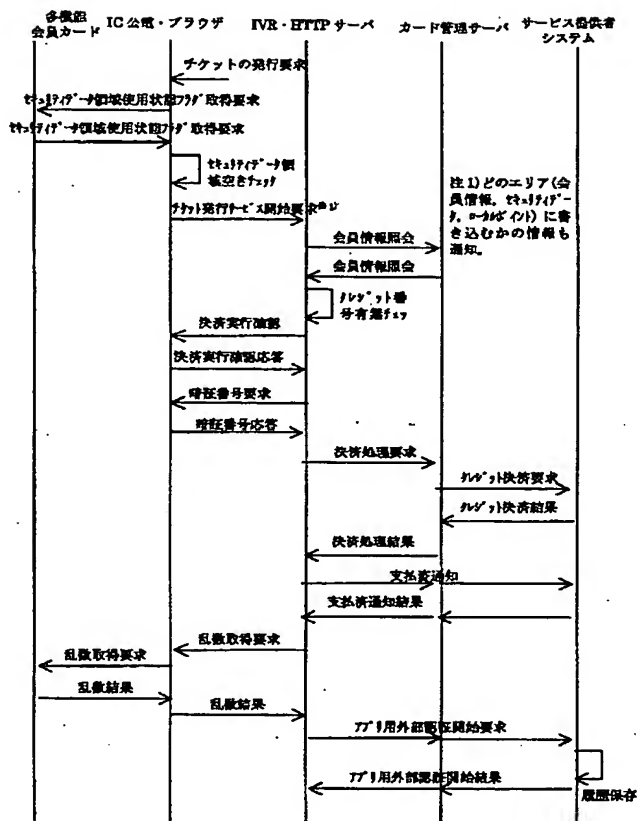 多機能
会員カード
IC公電・ブラウザ
IVR・HTTPサーバ
カード管理サーバ
サービス提供者
システム
チケットの発行要求
セキュリティデータ領域使用状態フラグ取得要求
セキュリティデータ領域使用状態フラグ取得要求
セキュリティデータ領
域空きチェック
チケット発行サービス開始要求注1)
注1)どのエリア(会
員情報、セキュリティデー
タ、ローカルポイント)に書
き込むかの情報も
通知。
会員情報照会
会員情報照会
クレジット番
号有無チェッ
決済実行確認
決済実行確認応答
暗証番号要求
暗証番号応答
決済処理要求
クレジット決済要求
クレジット決済結果
決済処理結果
支払済通知
支払済通知結果
乱数取得要求
乱数取得要求
乱数結果
乱数結果
アプリ用外部認証開始要求
アプリ用外部認証開始結果
履歴保存